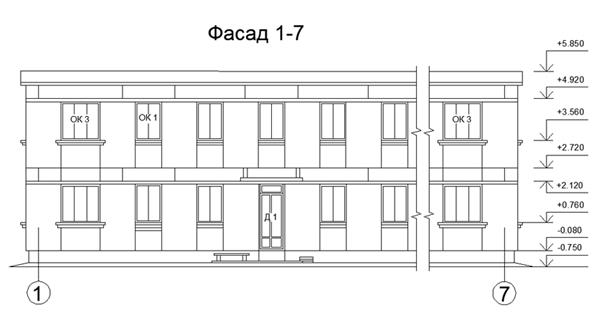 Фасад 1-7
+5.850
+4.920
ОК 3
ОК 1
ОК 3
+3.560
+2.720
+2.120
Д 1
+0.760
-0.080
-0.750
1
7